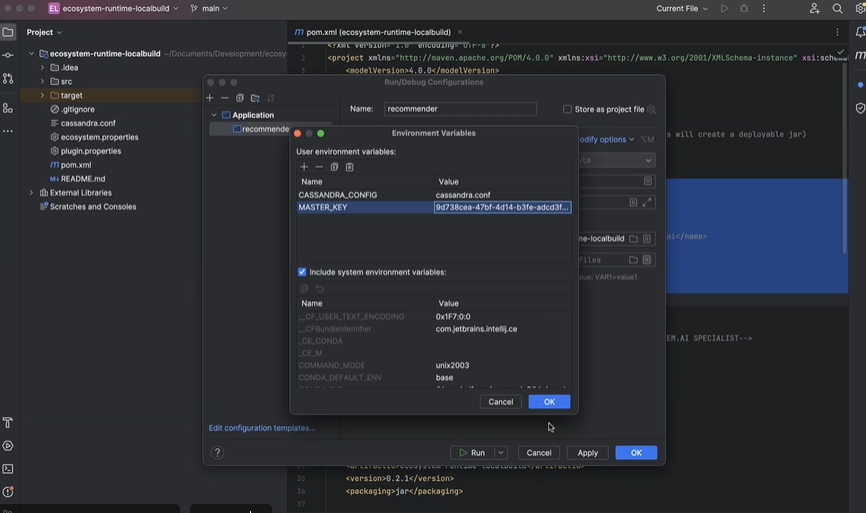 EL ecosystem-runtime-localbuild main Current File
Project
pom.xml (ecosystem-runtime-localbuild)
ecosystem-runtime-localbuild ~/Documents/Development/ecosy
.idea
src
target
.gitignore
cassandra.conf
ecosystem.properties
plugin.properties
pom.xml
README.md
External Libraries
Scratches and Consoles
1 <?xml version="1.0" encoding="UTF-8"?>
2 <project xmlns="http://maven.apache.org/POM/4.0.0" xmlns:xsi="http://www.w3.org/2001/XMLSchema-instance" xsi:schema
3 <modelVersion>4.0.0</modelVersion>
s will create a deployable jar)
ai</name>
EM.AI SPECIALIST-->
35 <version>0.2.1</version>
36 <packaging>jar</packaging>
37
Run/Debug Configurations
Application
recommende
Name: recommender
Store as project file
odify options
me-localbuild
files
alue; VAR1=value1
Environment Variables
User environment variables:
Name Value
CASSANDRA_CONFIG cassandra.conf
MASTER_KEY 9d738cea-47bf-4d14-b3fe-adcd3f...
Include system environment variables:
Name Value
__CF_USER_TEXT_ENCODING 0x1F7:0:0
__CFBundleIdentifier com.jetbrains.intellij.ce
_CE_CONDA
_CE_M
COMMAND_MODE unix2003
CONDA_DEFAULT_ENV base
Cancel OK
Edit configuration templates...
? Run Cancel Apply OK